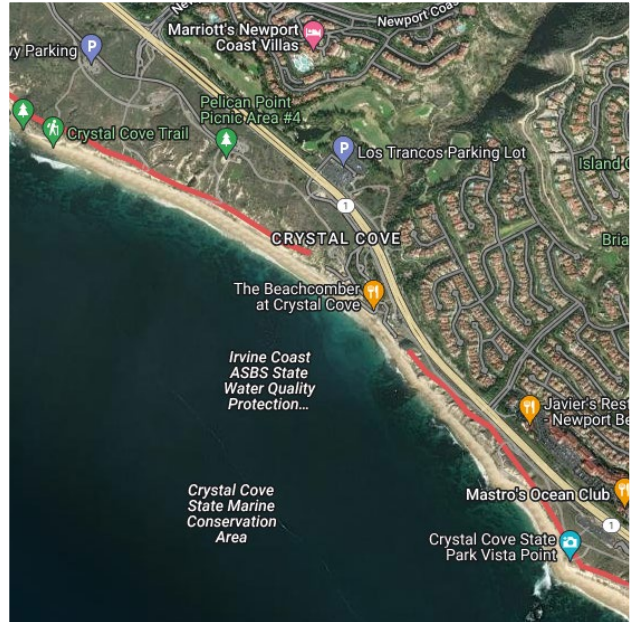 Newport Coas
Marriott's Newport
Coast Villas
Parking
P
Pelican Point
Picnic Area #4
Crystal Cove Trail
P
Los Trancos Parking Lot
Island
1
CRYSTAL COVE
Bria
The Beachcomber
at Crystal Cove
Irvine Coast
ASBS State
Water Quality
Protection...
Javier's Rest
- Newport Be
Crystal Cove
State Marine
Conservation
Area
Mastro's Ocean Club
1
Crystal Cove State
Park Vista Point